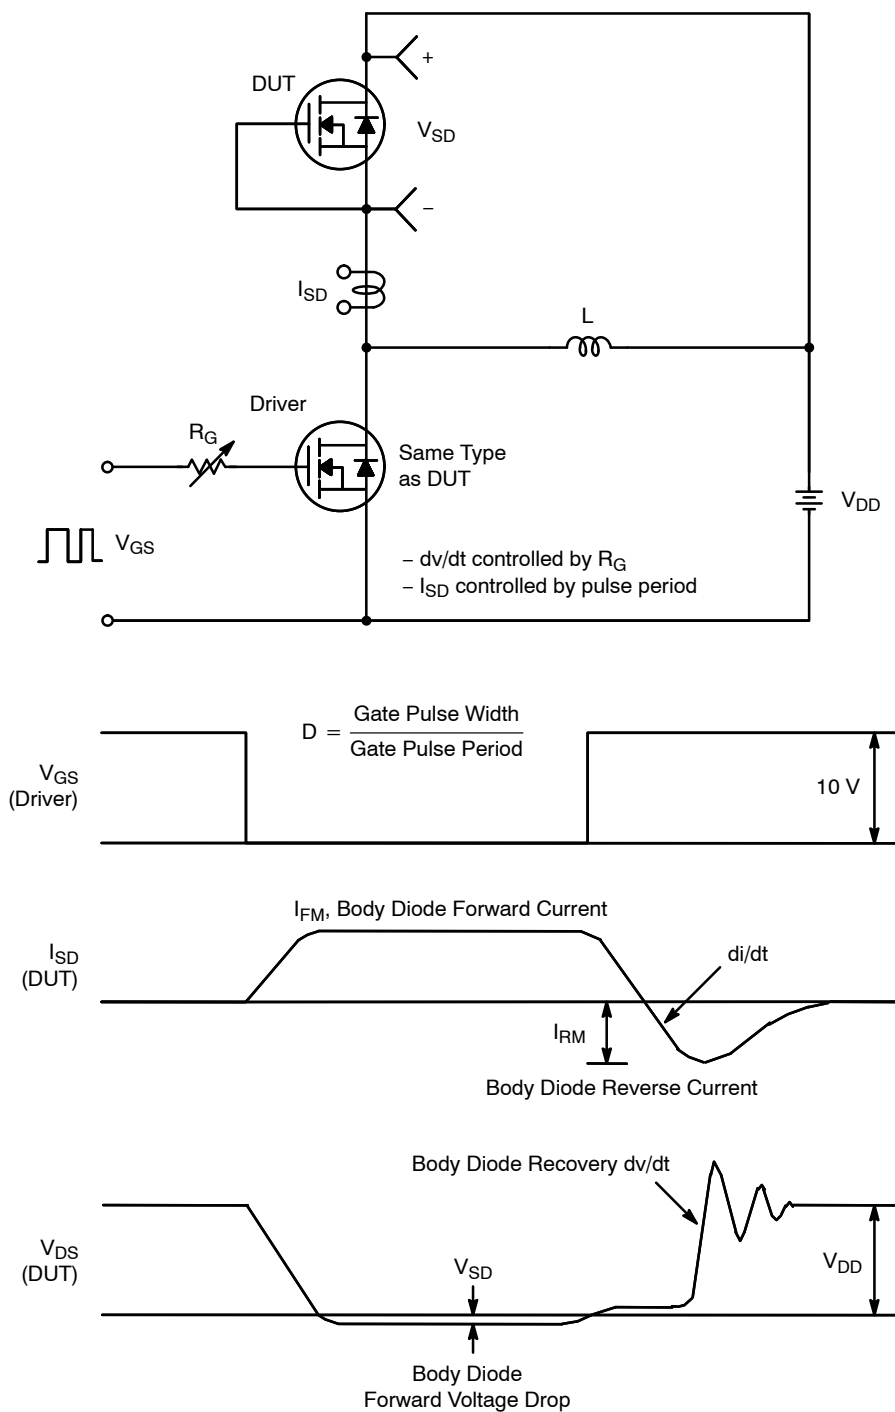 +
DUT
V_SD
−
I_SD
L
Driver
R_G
Same Type
as DUT
V_DD
V_GS
− dv/dt controlled by R_G
− I_SD controlled by pulse period
D = Gate Pulse Width
Gate Pulse Period
V_GS
(Driver)
10 V
I_FM, Body Diode Forward Current
I_SD
(DUT)
di/dt
I_RM
Body Diode Reverse Current
Body Diode Recovery dv/dt
V_DS
(DUT)
V_SD
V_DD
Body Diode
Forward Voltage Drop